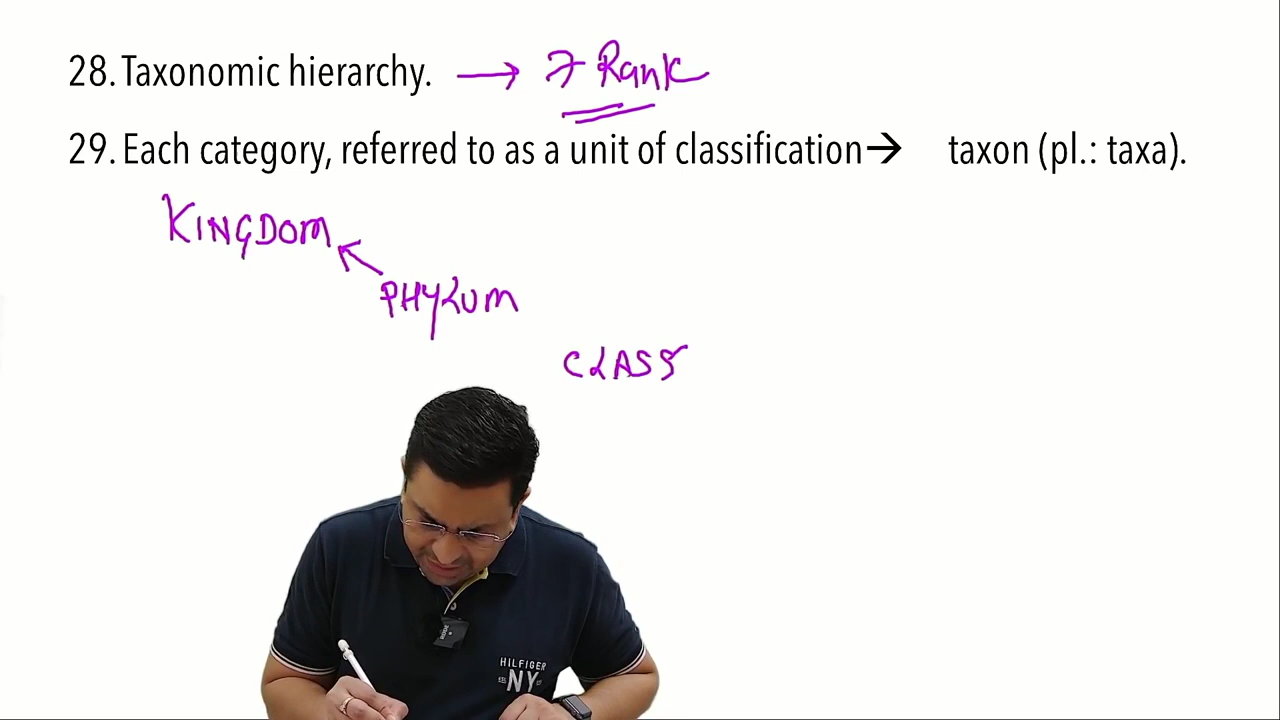 28. Taxonomic hierarchy. → 7 Rank
29. Each category, referred to as a unit of classification→ taxon (pl.: taxa).
KINGDOM
PHYLUM
CLASS
HILFIGER
NY
RODE